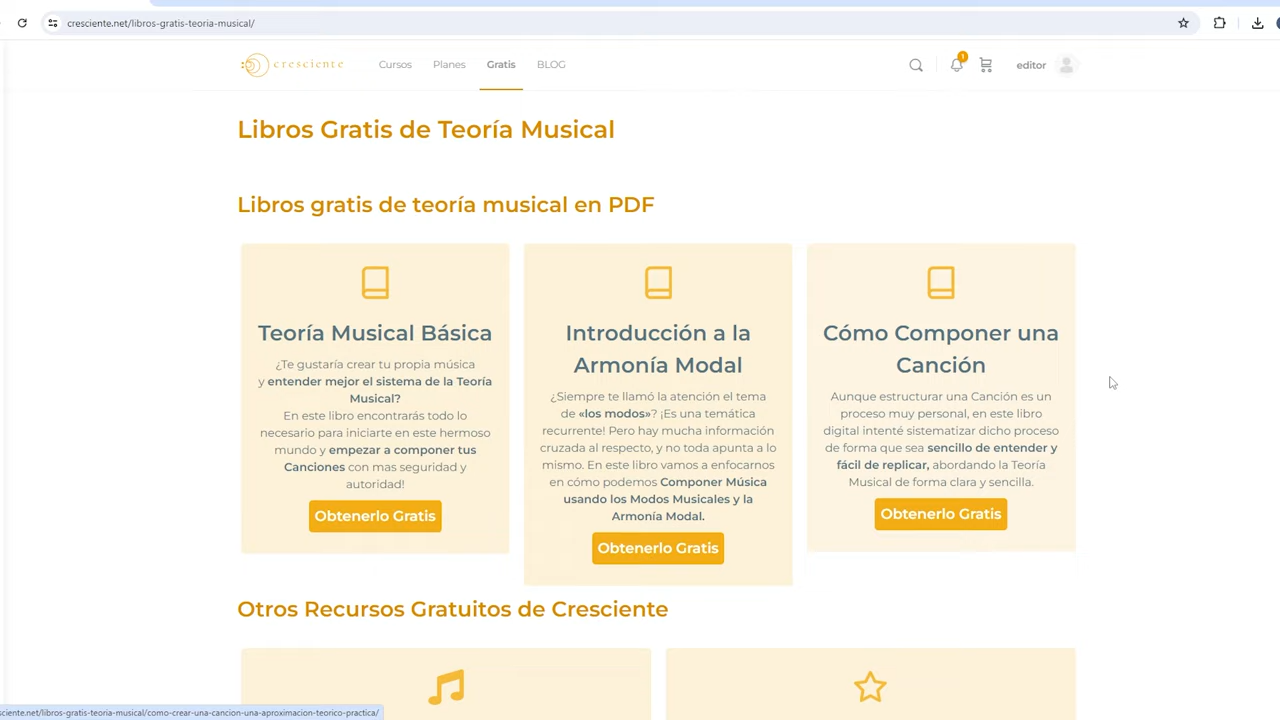 cresciente.net/libros-gratis-teoria-musical/
cresciente
Cursos
Planes
Gratis
BLOG
1
editor
Libros Gratis de Teoría Musical
Libros gratis de teoría musical en PDF
Teoría Musical Básica
¿Te gustaría crear tu propia música
y entender mejor el sistema de la Teoría
Musical?
En este libro encontrarás todo lo
necesario para iniciarte en este hermoso
mundo y empezar a componer tus
Canciones con mas seguridad y
autoridad!
Obtenerlo Gratis
Introducción a la
Armonía Modal
¿Siempre te llamó la atención el tema
de «los modos»? ¡Es una temática
recurrente! Pero hay mucha información
cruzada al respecto, y no toda apunta a lo
mismo. En este libro vamos a enfocarnos
en cómo podemos Componer Música
usando los Modos Musicales y la
Armonía Modal.
Obtenerlo Gratis
Cómo Componer una
Canción
Aunque estructurar una Canción es un
proceso muy personal, en este libro
digital intenté sistematizar dicho proceso
de forma que sea sencillo de entender y
fácil de replicar, abordando la Teoría
Musical de forma clara y sencilla.
Obtenerlo Gratis
Otros Recursos Gratuitos de Cresciente
sciente.net/libros-gratis-teoria-musical/como-crear-una-cancion-una-aproximacion-teorico-practica/